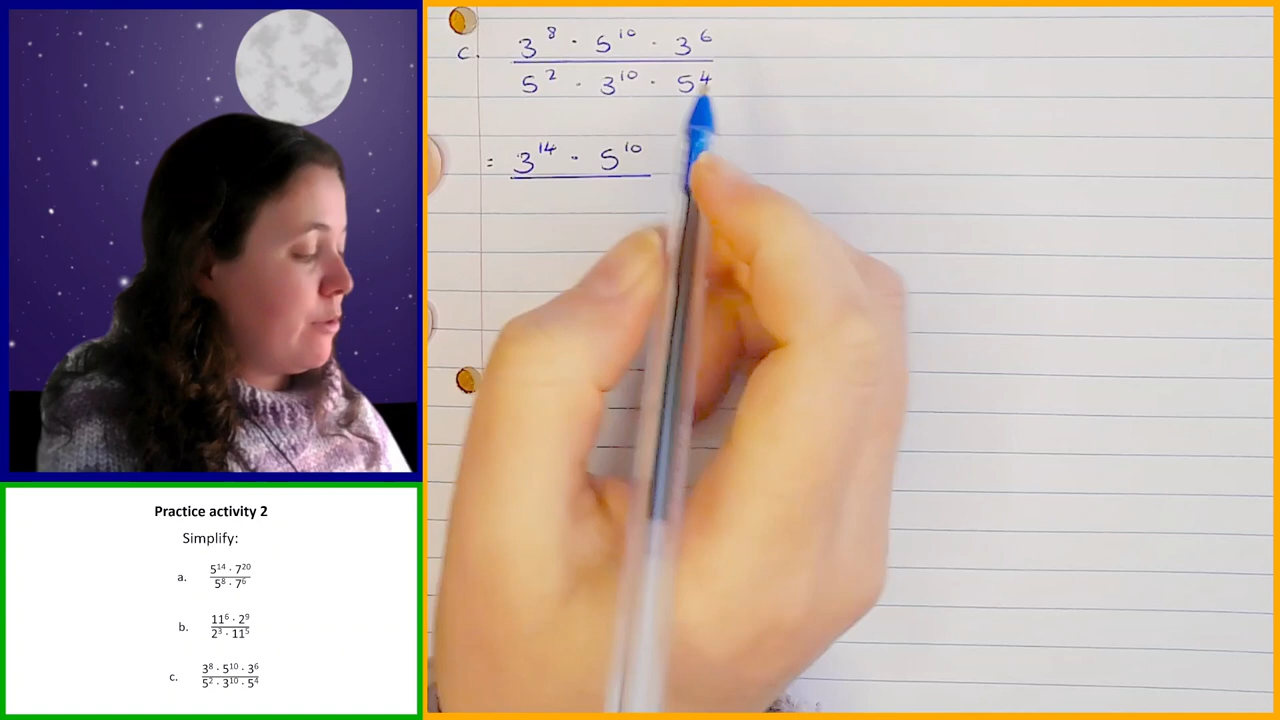 c. 3⁸ · 5¹⁰ · 3⁶
5² · 3¹⁰ · 5⁴
= 3¹⁴ · 5¹⁰
Practice activity 2
Simplify:
a. 5¹⁴ · 7²⁰
5⁸ · 7⁶
b. 11⁶ · 2⁹
2³ · 11⁵
c. 3⁸ · 5¹⁰ · 3⁶
5² · 3¹⁰ · 5⁴